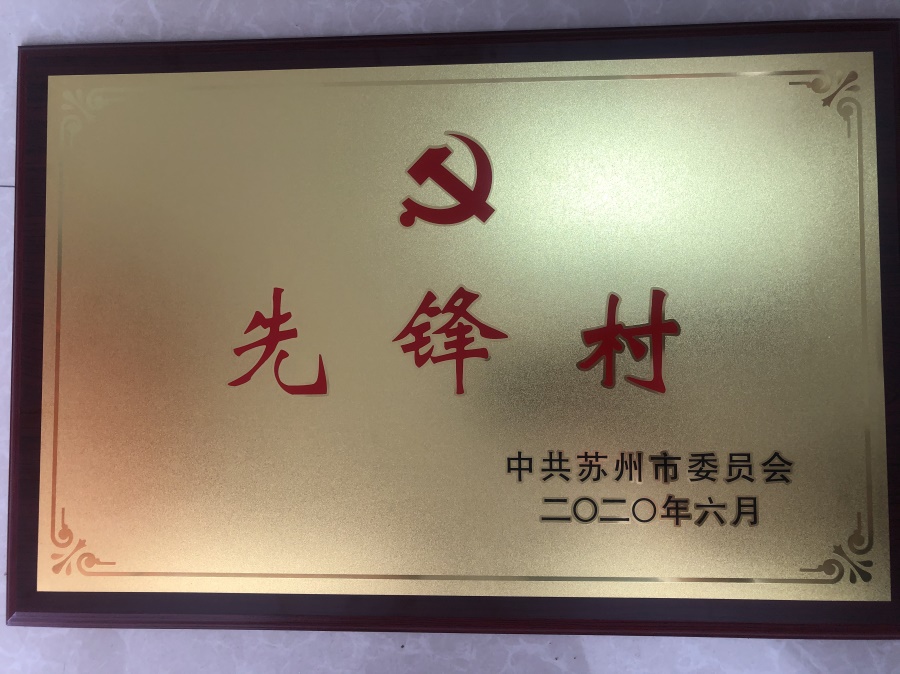 先锋村
中共苏州市委员会
二〇二〇年六月